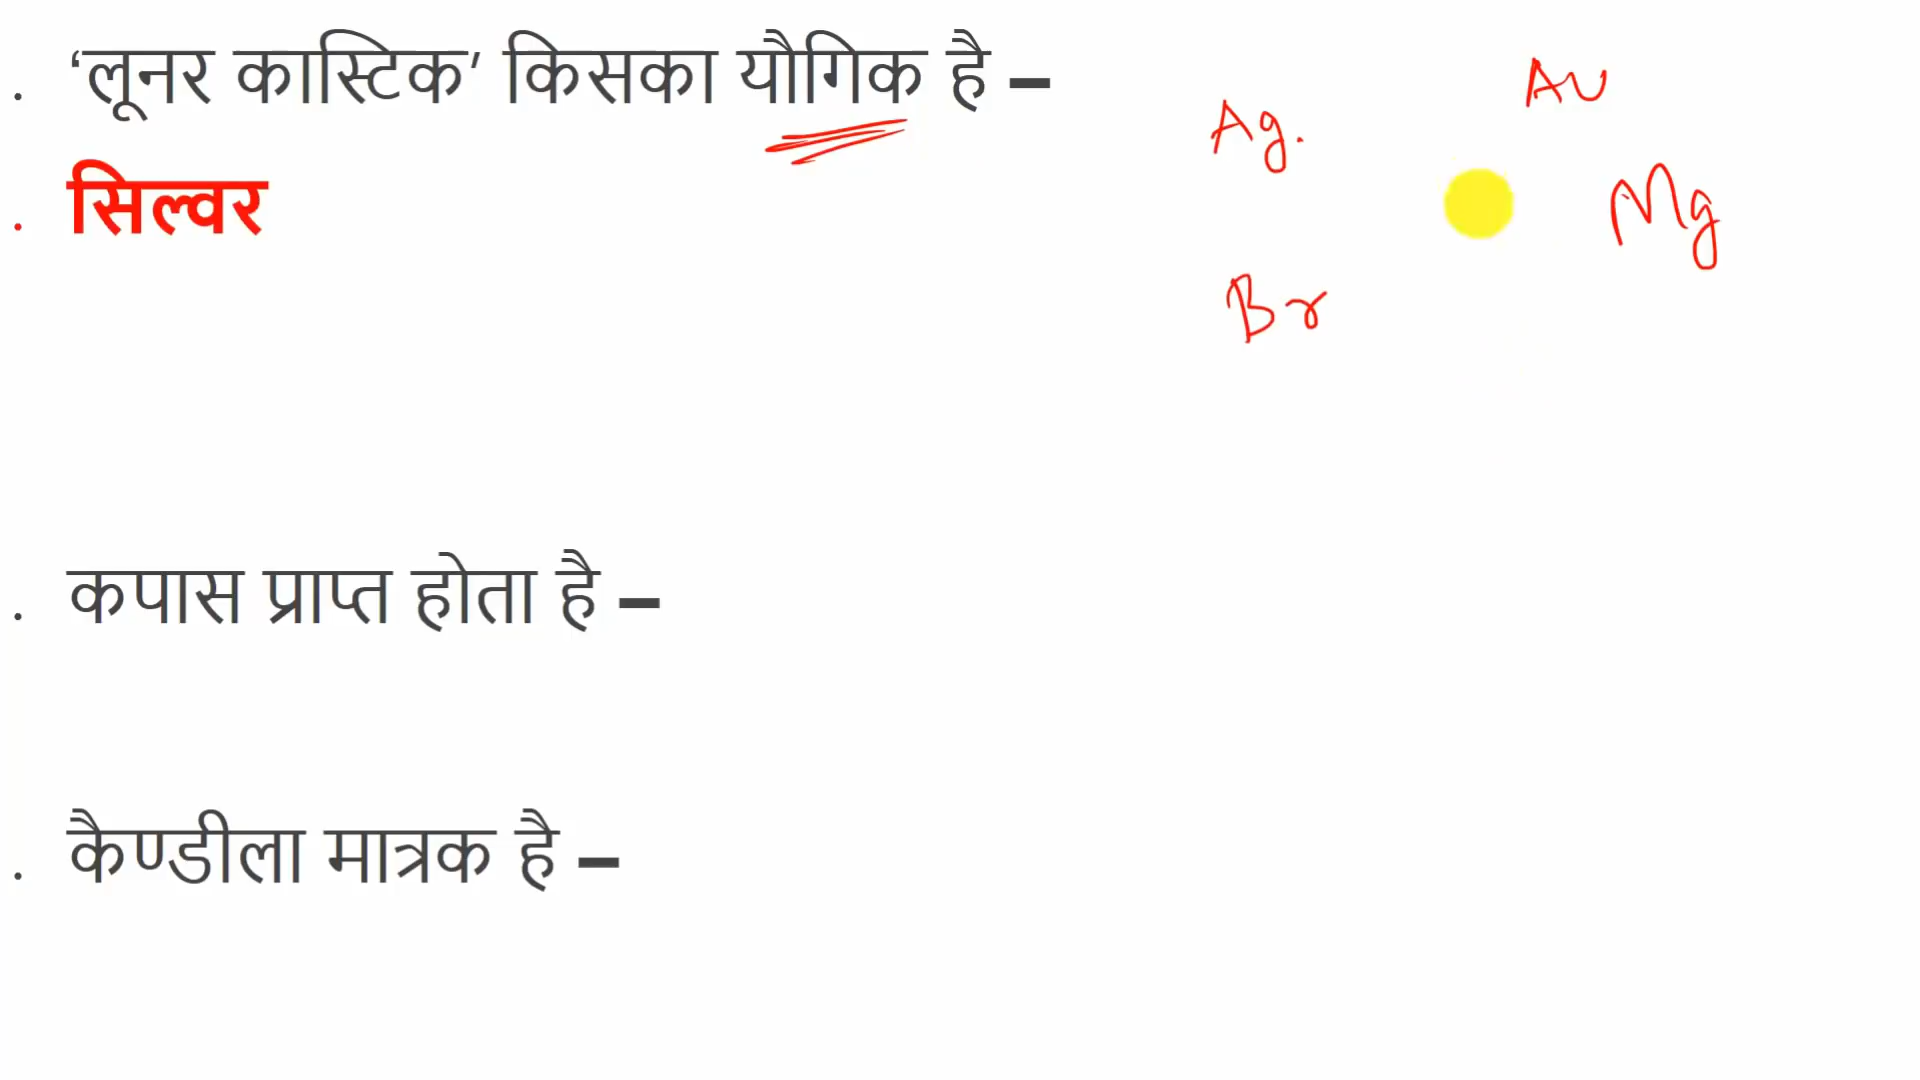 . ‘लूनर कास्टिक’ किसका यौगिक है –
Ag.
Au
. सिल्वर
Mg
Br
. कपास प्राप्त होता है –
. कैण्डीला मात्रक है –